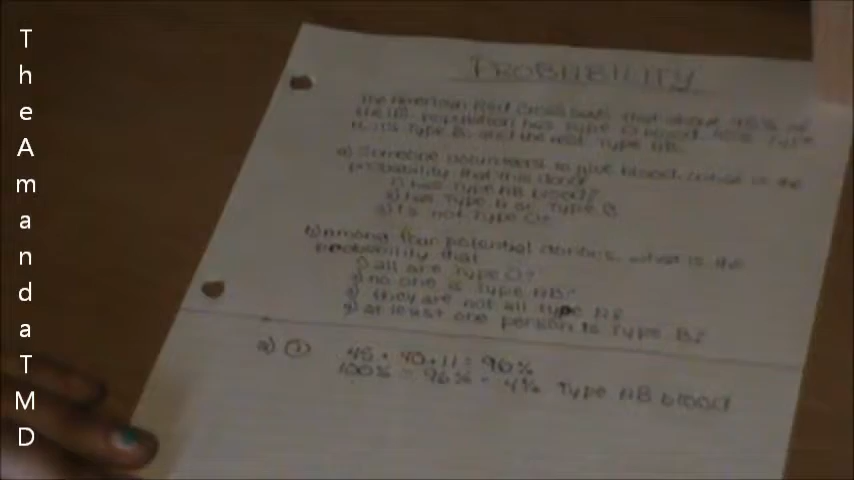 TheAmandaTMD
PROBABILITY
The American Red Cross says that about 45% of
the US population has Type O blood, 40% Type
A, 11% Type B, and the rest Type AB.
a) Someone volunteers to give blood, what is the
probability that this donor
1) has Type AB blood?
2) has Type A or Type B
3) Is not Type O?
b) among four potential donors, what is the
probability that
1) all are Type O?
2) no one is Type AB?
3) they are not all type A?
4) at least one person is Type B?
a) ① 45 + 40 + 11 = 96%
100% - 96% = 4% Type AB blood